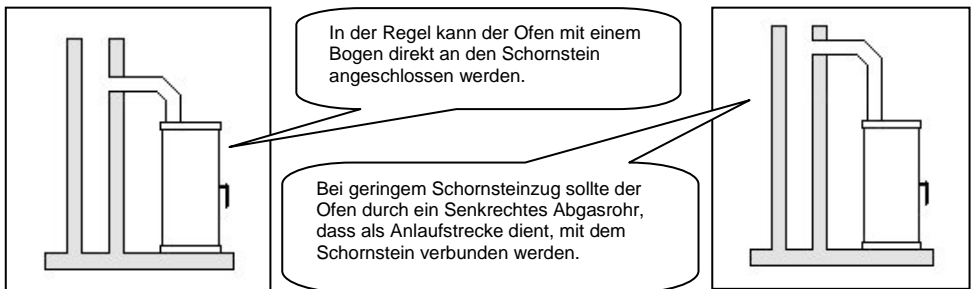 In der Regel kann der Ofen mit einem
Bogen direkt an den Schornstein
angeschlossen werden.
Bei geringem Schornsteinzug sollte der
Ofen durch ein Senkrechtes Abgasrohr,
dass als Anlaufstrecke dient, mit dem
Schornstein verbunden werden.